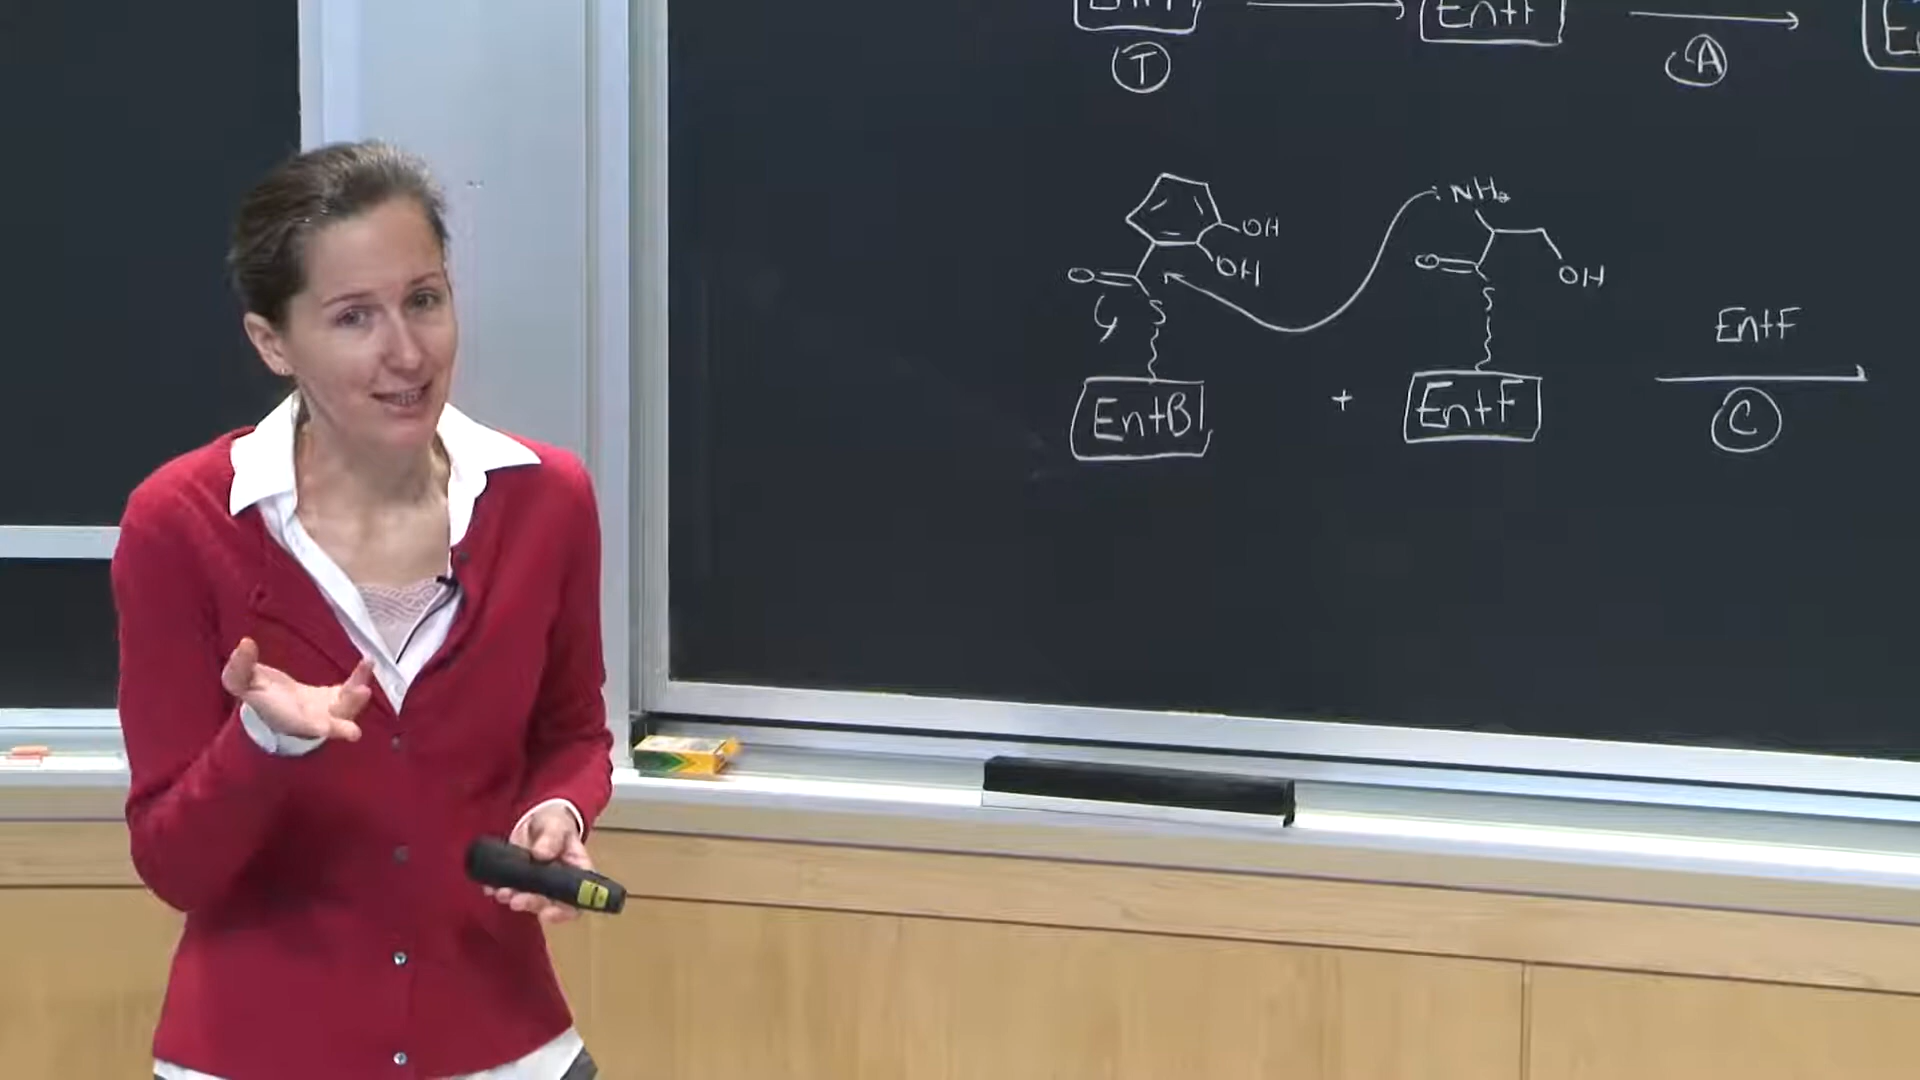 EntF
T
A
:NH2
OH
OH
O
S
O
OH
S
EntF
EntB
+
EntF
C